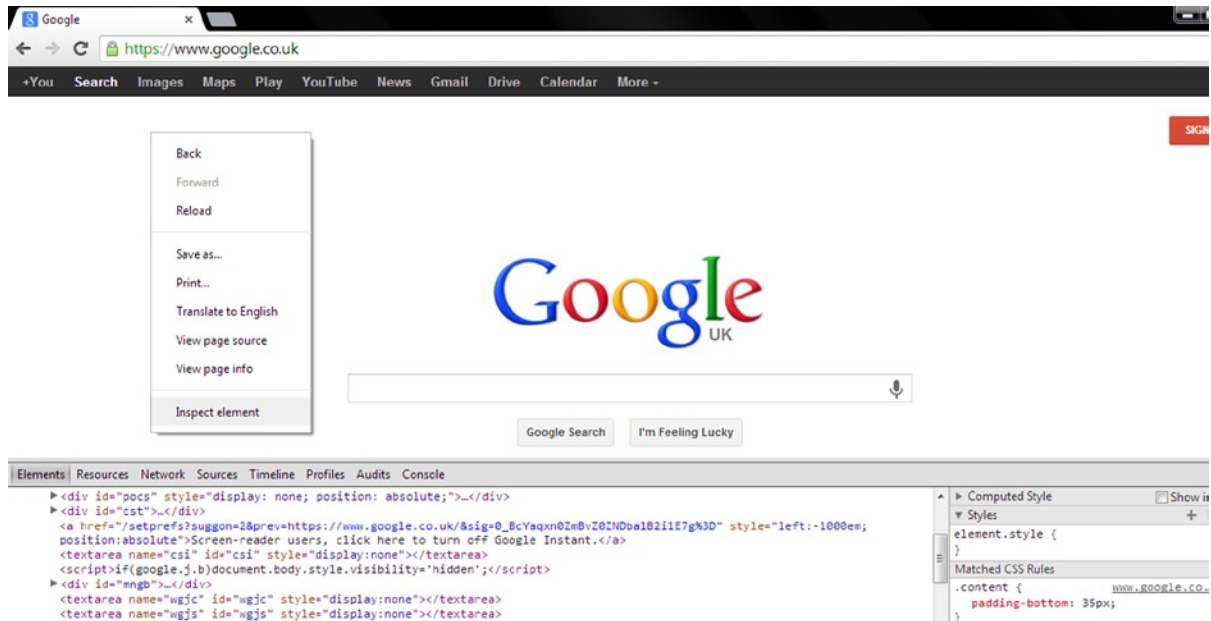 Google
https://www.google.co.uk
+You Search Images Maps Play YouTube News Gmail Drive Calendar More
SIGN
Back
Forward
Reload
Save as...
Print...
Translate to English
View page source
View page info
Inspect element
Google
UK
Google Search I'm Feeling Lucky
Elements Resources Network Sources Timeline Profiles Audits Console
<div id="pocs" style="display: none; position: absolute;">…</div>
<div id="cst">…</div>
<a href="/setprefs?suggon=2&prev=https://www.google.co.uk/&sig=0_BcYaqxn0ZmBvZ0ZNDbalB2i1E7g%3D" style="left:-1000em;
position:absolute">Screen-reader users, click here to turn off Google Instant.</a>
<textarea name="csi" id="csi" style="display:none"></textarea>
<script>if(google.j.b)document.body.style.visibility='hidden';</script>
<div id="mngb">…</div>
<textarea name="wgjc" id="wgjc" style="display:none"></textarea>
<textarea name="wgjs" id="wgjs" style="display:none"></textarea>
Computed Style Show
Styles +
element.style {
}
Matched CSS Rules
.content { www.google.co…
padding-bottom: 35px;
}